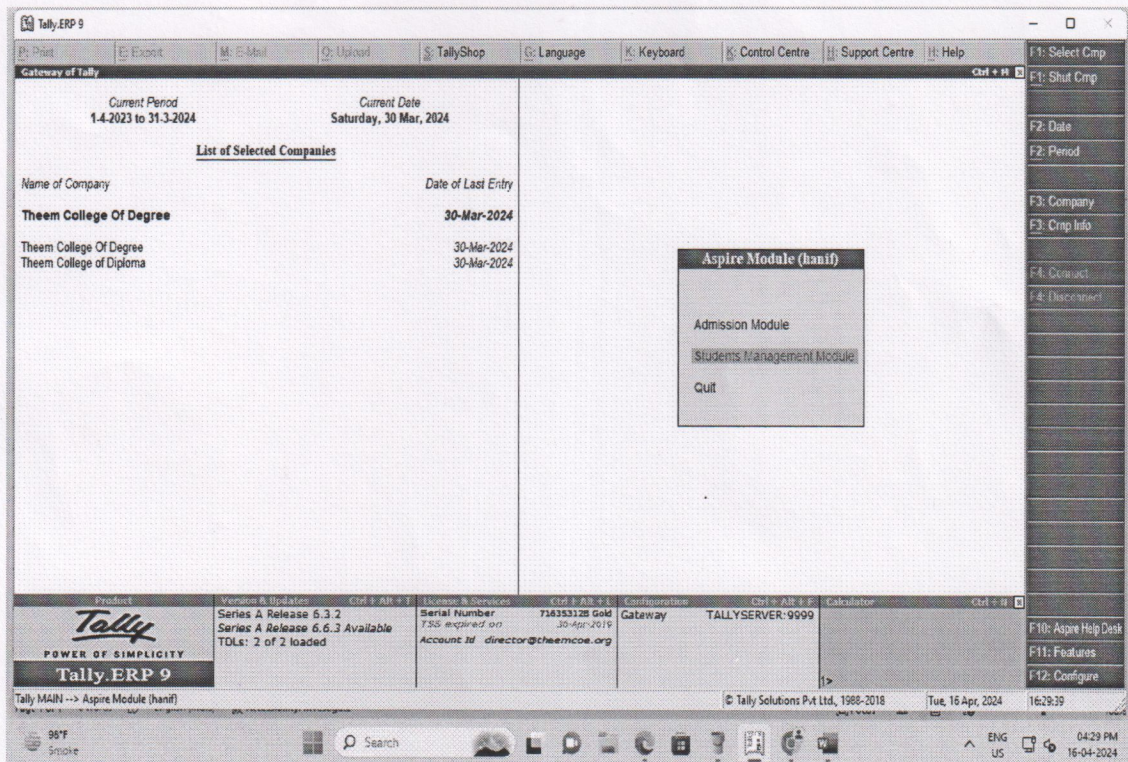 Tally.ERP 9
P: Print E: Export M: E-Mail O: Upload S: TallyShop G: Language K: Keyboard K: Control Centre H: Support Centre H: Help
F1: Select Cmp
Gateway of Tally Ctrl + M
F1: Shut Cmp
Current Period Current Date
1-4-2023 to 31-3-2024 Saturday, 30 Mar, 2024
F2: Date
List of Selected Companies
F2: Period
Name of Company Date of Last Entry
F3: Company
Theem College Of Degree 30-Mar-2024
F3: Cmp Info
Theem College Of Degree 30-Mar-2024
Theem College of Diploma 30-Mar-2024
Aspire Module (hanif)
F4: Connect
F4: Disconnect
Admission Module
Students Management Module
Quit
Product Version & Updates Ctrl + Alt + T License & Services Ctrl + Alt + L Configuration Ctrl + Alt + F Calculator Ctrl + N
Tally
POWER OF SIMPLICITY
Tally.ERP 9
Series A Release 6.3.2
Series A Release 6.6.3 Available
TDLs: 2 of 2 loaded
Serial Number 716353128 Gold
TSS expired on 30-Apr-2019
Account Id director@theemcoe.org
Gateway TALLYSERVER:9999
1>
F10: Aspire Help Desk
F11: Features
F12: Configure
Tally MAIN --> Aspire Module (hanif) © Tally Solutions Pvt Ltd., 1988-2018 Tue, 16 Apr, 2024 16:29:39
96°F
Smoke
Search
ENG
US
04:29 PM
16-04-2024